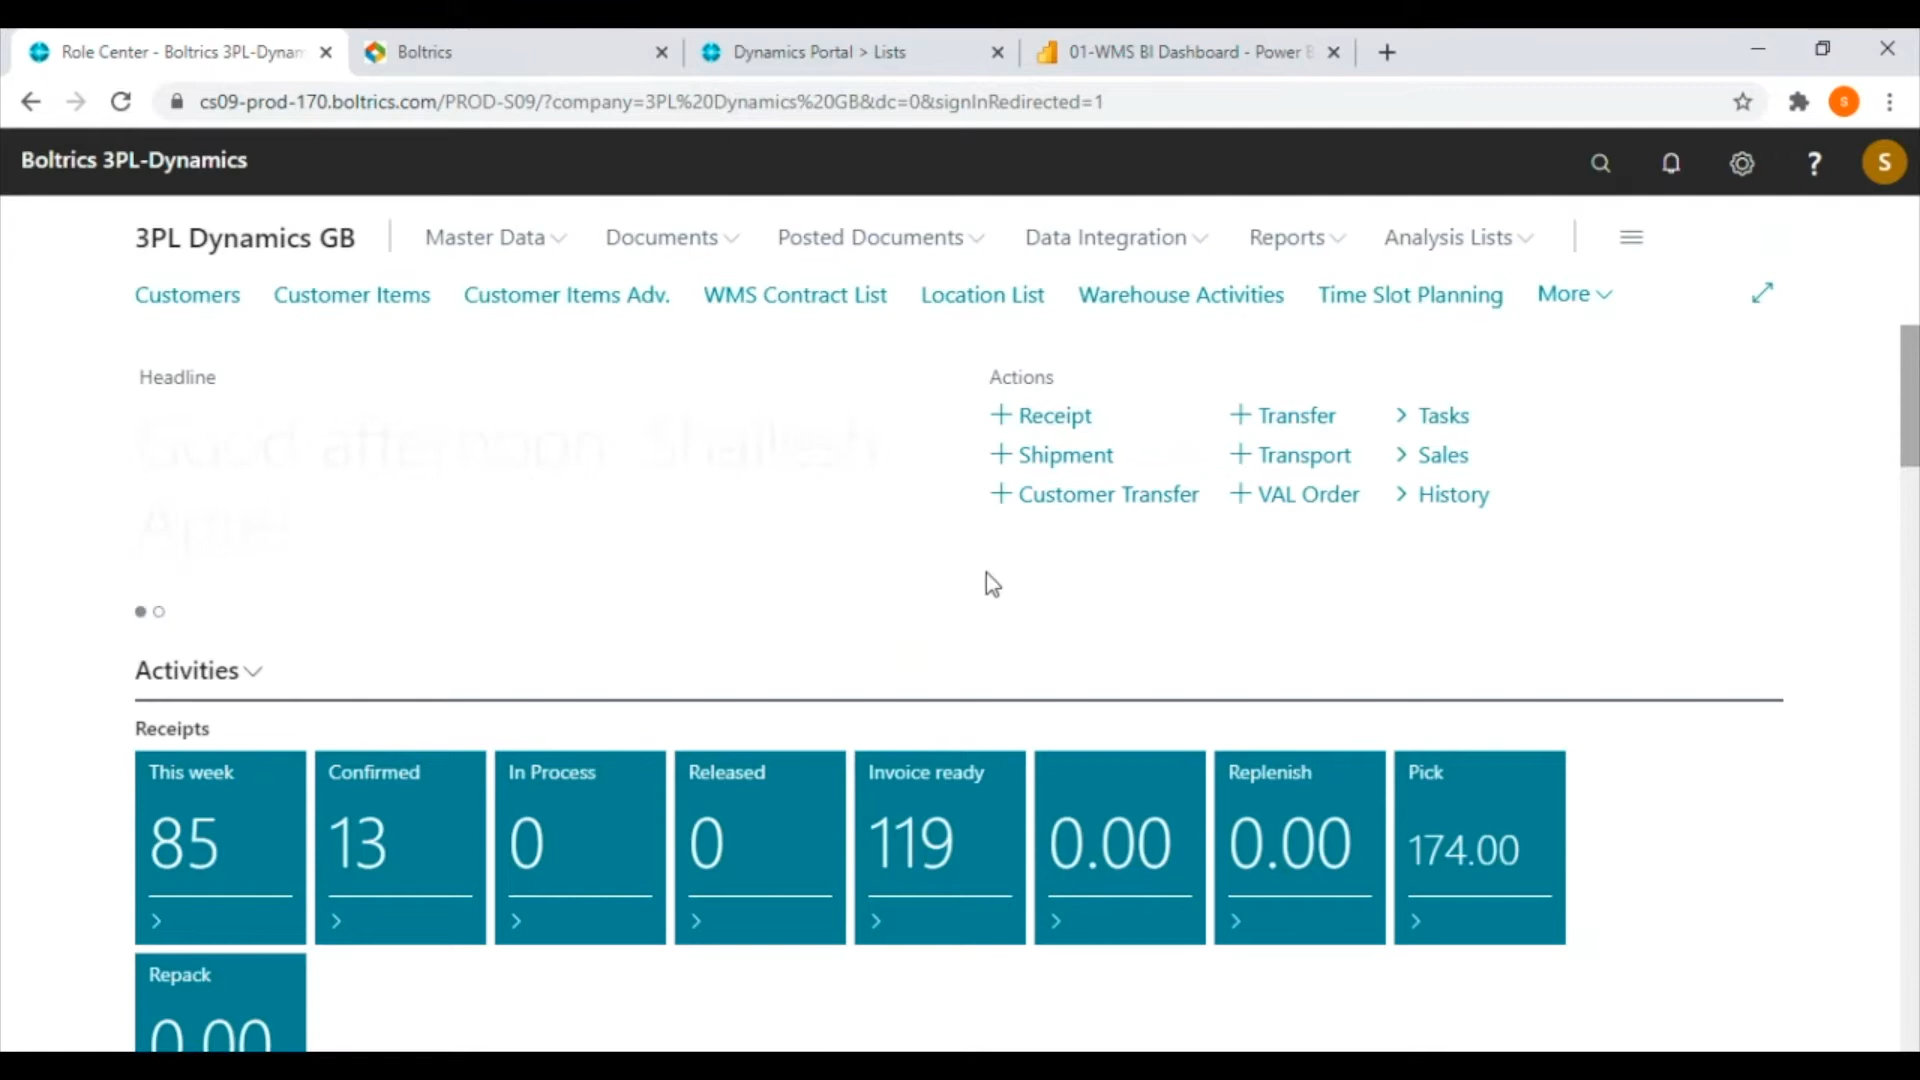 Role Center - Boltrics 3PL-Dynam
Boltrics
Dynamics Portal > Lists
01-WMS BI Dashboard - Power B
cs09-prod-170.boltrics.com/PROD-S09/?company=3PL%20Dynamics%20GB&dc=0&signInRedirected=1
S
Boltrics 3PL-Dynamics
?
S
3PL Dynamics GB
Master Data
Documents
Posted Documents
Data Integration
Reports
Analysis Lists
Customers
Customer Items
Customer Items Adv.
WMS Contract List
Location List
Warehouse Activities
Time Slot Planning
More
Headline
Good afternoon, Shailesh
Actions
+ Receipt
+ Transfer
> Tasks
+ Shipment
+ Transport
> Sales
+ Customer Transfer
+ VAL Order
> History
Activities
Receipts
This week
85
Confirmed
13
In Process
0
Released
0
Invoice ready
119
0.00
Replenish
0.00
Pick
174.00
Repack
0.00